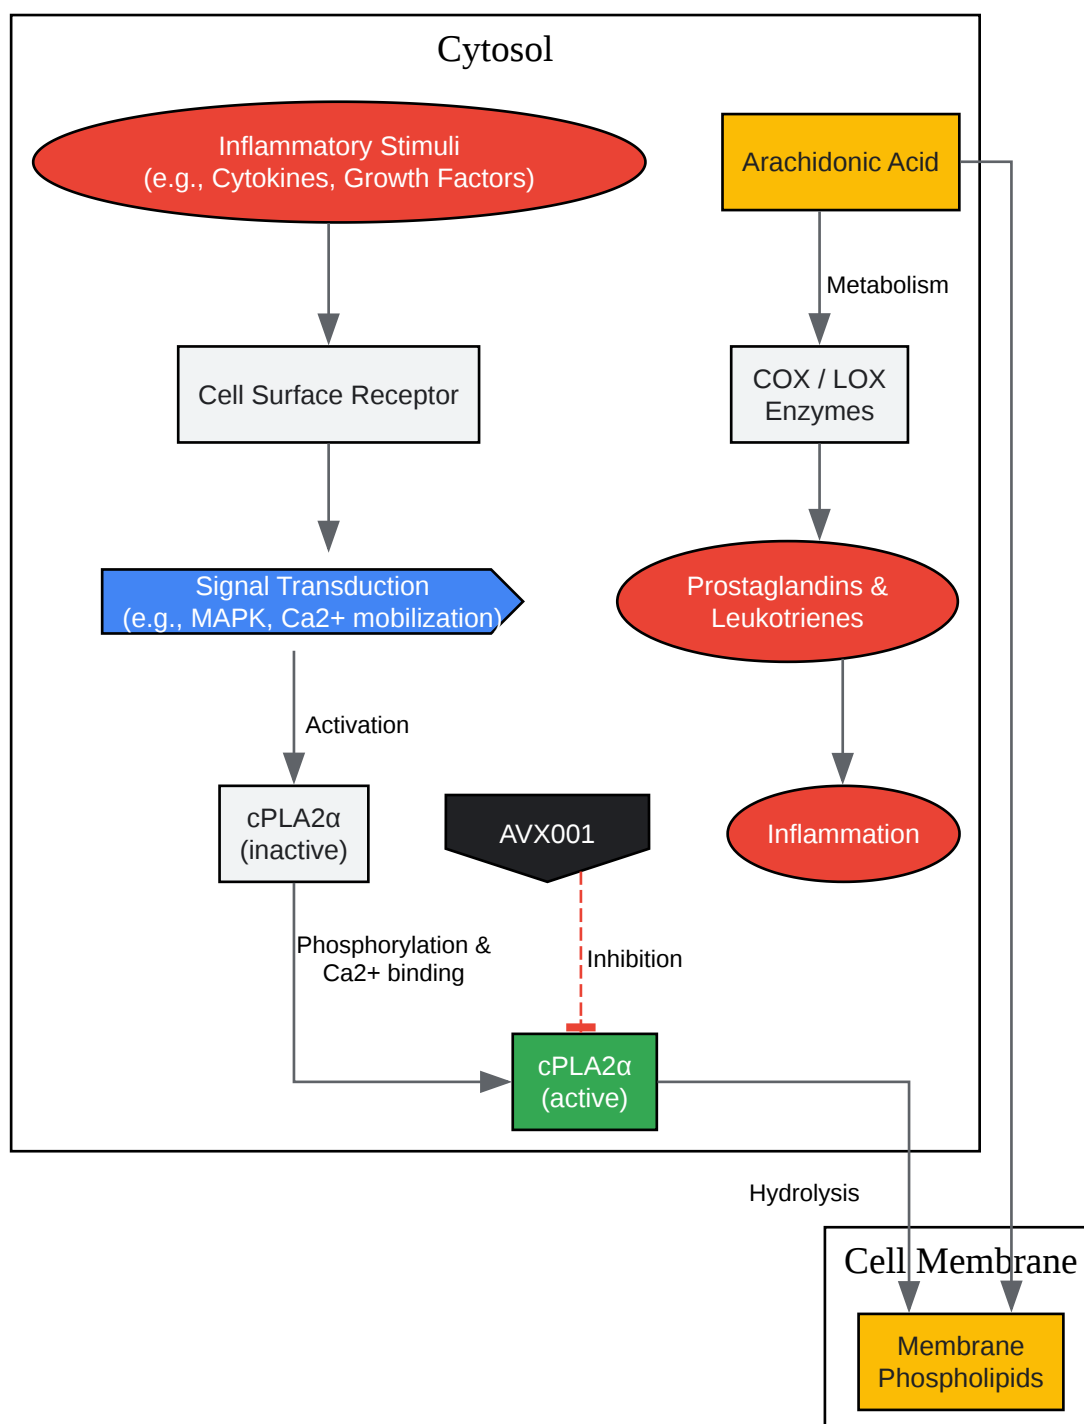 Cytosol
Inflammatory Stimuli
(e.g., Cytokines, Growth Factors)
Arachidonic Acid
Metabolism
Cell Surface Receptor
COX / LOX
Enzymes
Signal Transduction
(e.g., MAPK, Ca2+ mobilization)
Prostaglandins &
Leukotrienes
Activation
cPLA2α
(inactive)
AVX001
Inflammation
Phosphorylation &
Ca2+ binding
Inhibition
cPLA2α
(active)
Hydrolysis
Cell Membrane
Membrane
Phospholipids